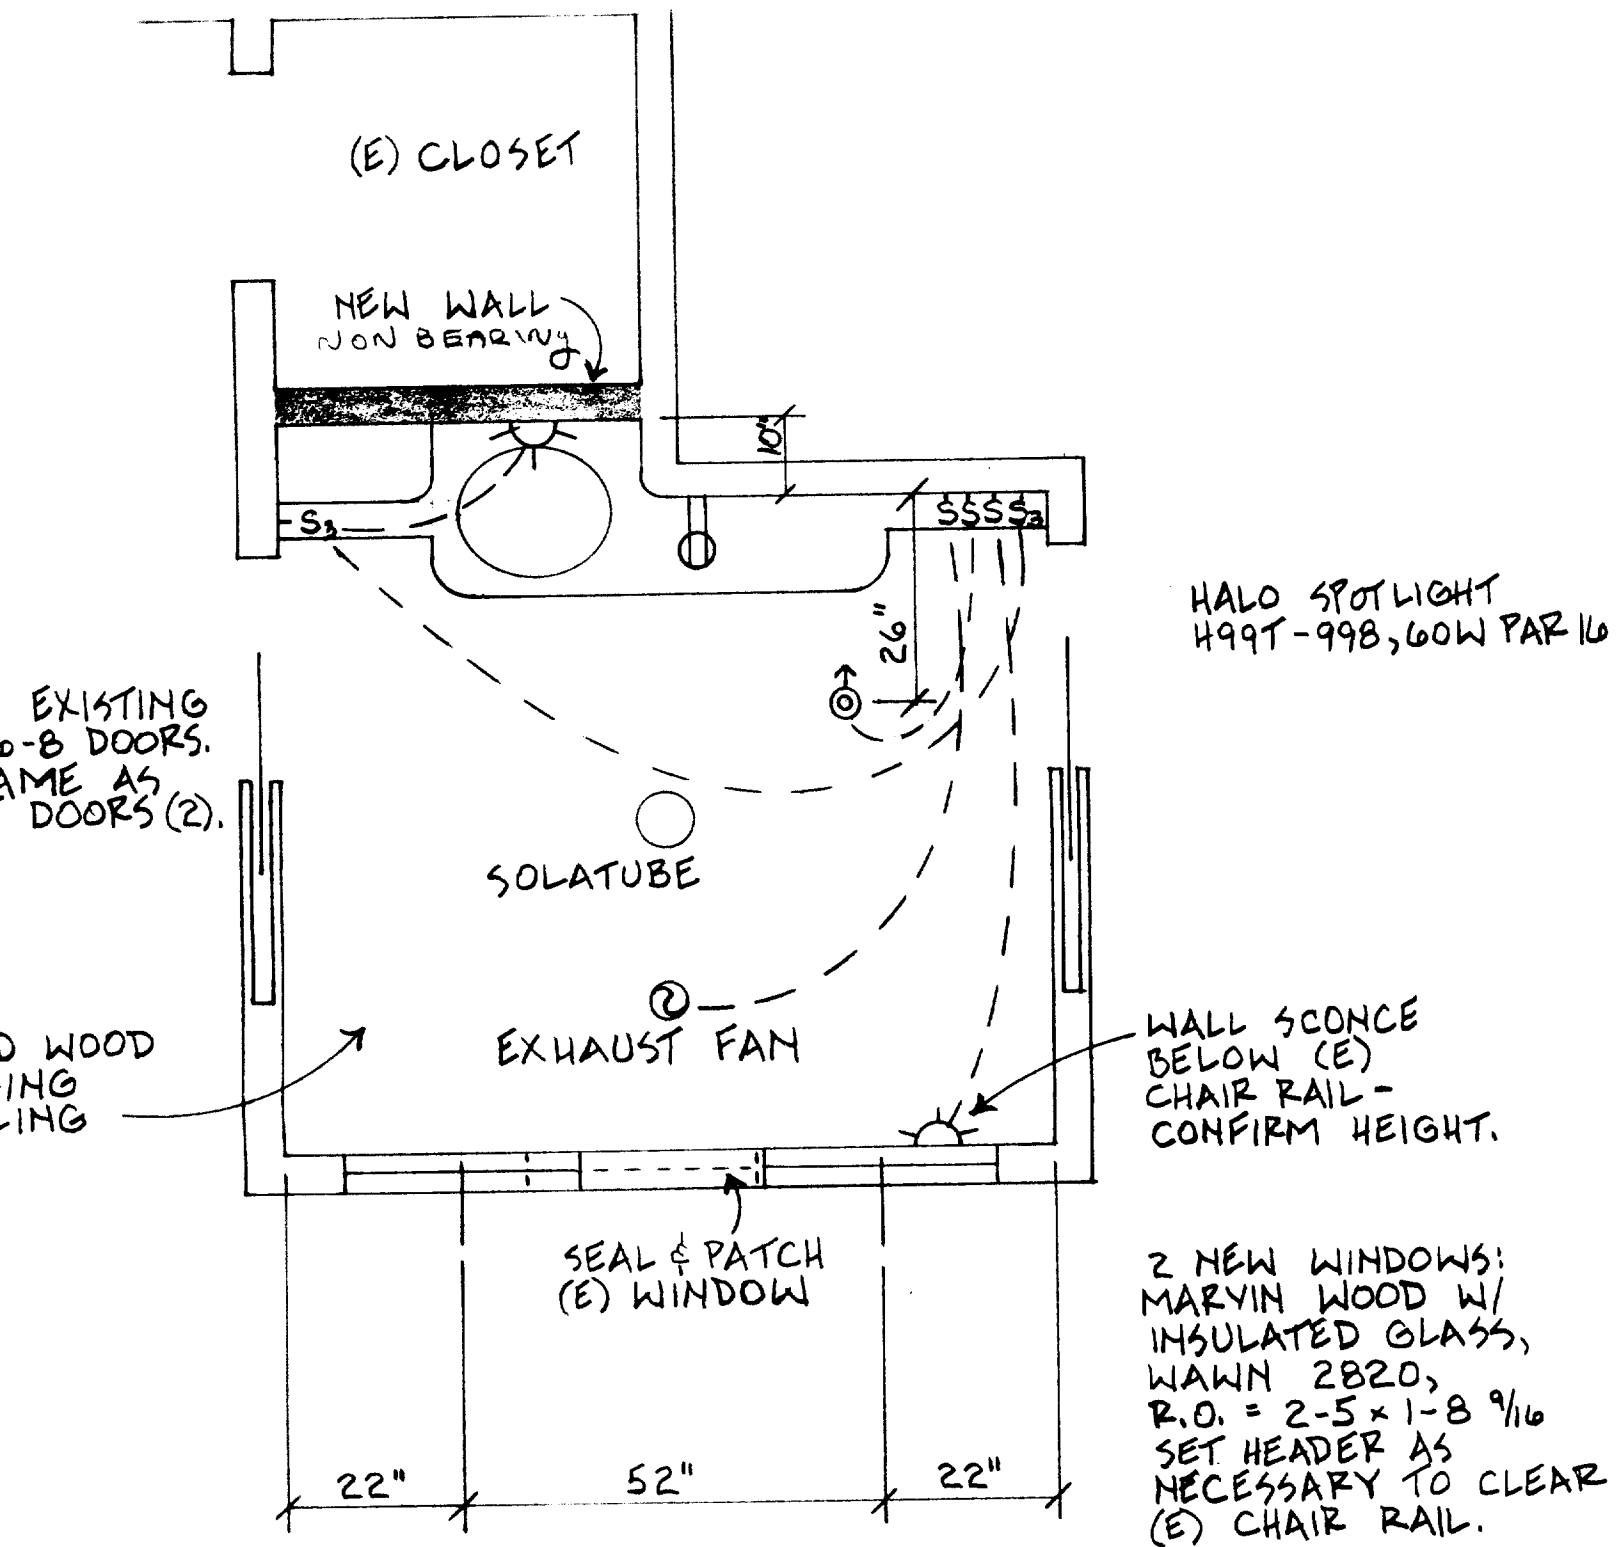 (E) CLOSET
NEW WALL
NON BEARING
10"
S3
SSSS3
26"
HALO SPOTLIGHT
H99T-998, 60W PAR 16
EXISTING
6-8 DOORS.
AME AS
DOORS (2).
SOLATUBE
EXHAUST FAN
D WOOD
ING
LING
WALL SCONCE
BELOW (E)
CHAIR RAIL -
CONFIRM HEIGHT.
SEAL & PATCH
(E) WINDOW
2 NEW WINDOWS:
MARVIN WOOD W/
INSULATED GLASS,
WAWN 2820,
R.O. = 2-5 x 1-8 9/16
SET HEADER AS
NECESSARY TO CLEAR
(E) CHAIR RAIL.
22"
52"
22"